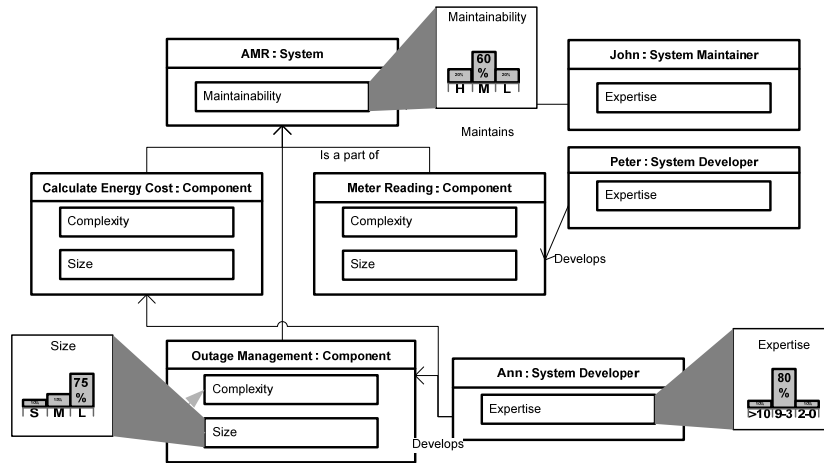 Maintainability
60
%
20%
20%
H M L
AMR : System
Maintainability
John : System Maintainer
Expertise
Maintains
Is a part of
Peter : System Developer
Expertise
Calculate Energy Cost : Component
Complexity
Size
Meter Reading : Component
Complexity
Size
Develops
Size
75
%
S M L
Outage Management : Component
Complexity
Size
Develops
Ann : System Developer
Expertise
Expertise
80
%
>10 9-3 2-0